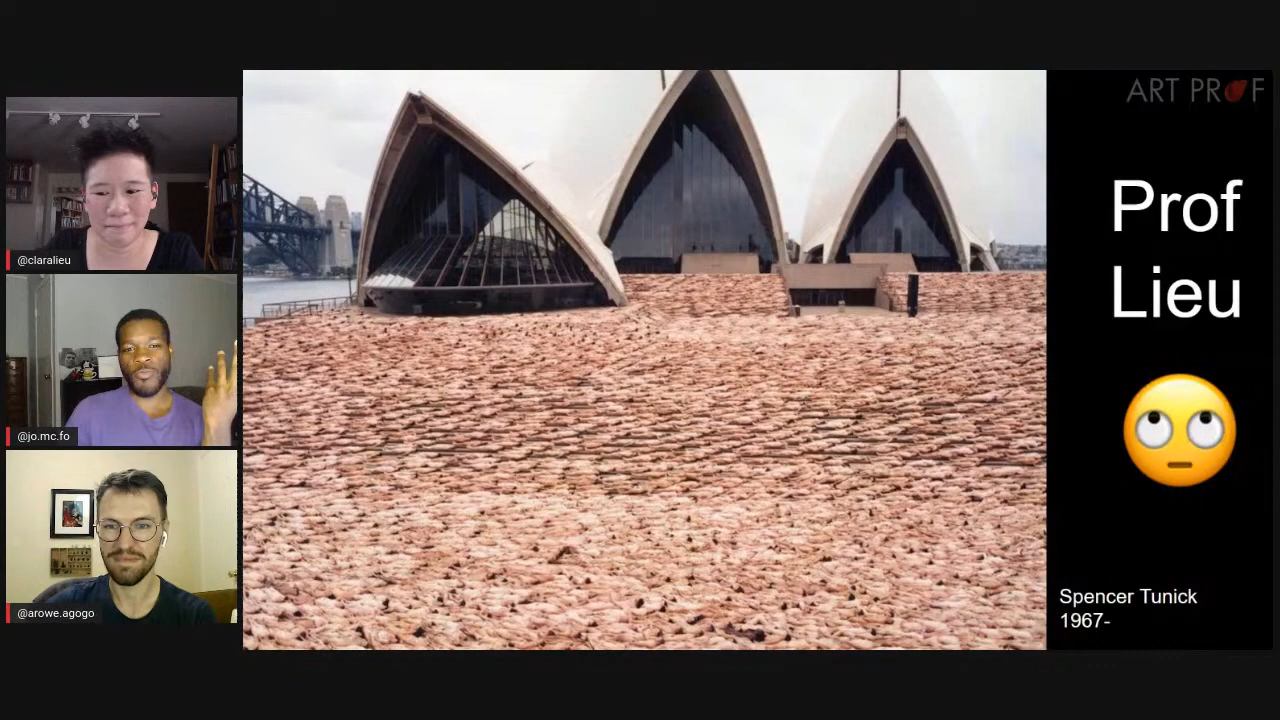 @claralieu
@jo.mc.fo
@arowe.agogo
ART PROF
Prof
Lieu
Spencer Tunick
1967-